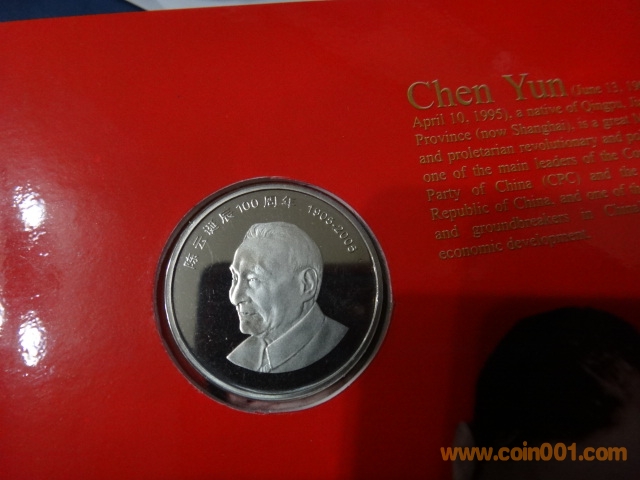 Chen Yun (June 13, 19
April 10, 1995), a native of Qingpu,
Province (now Shanghai), is a great
and proletarian revolutionary and
one of the main leaders of the Co
Party of China (CPC) and the
Republic of China, and one of
and groundbreakers in Chin
economic development.
陈云诞辰100周年 1905-2005
www.coin001.com